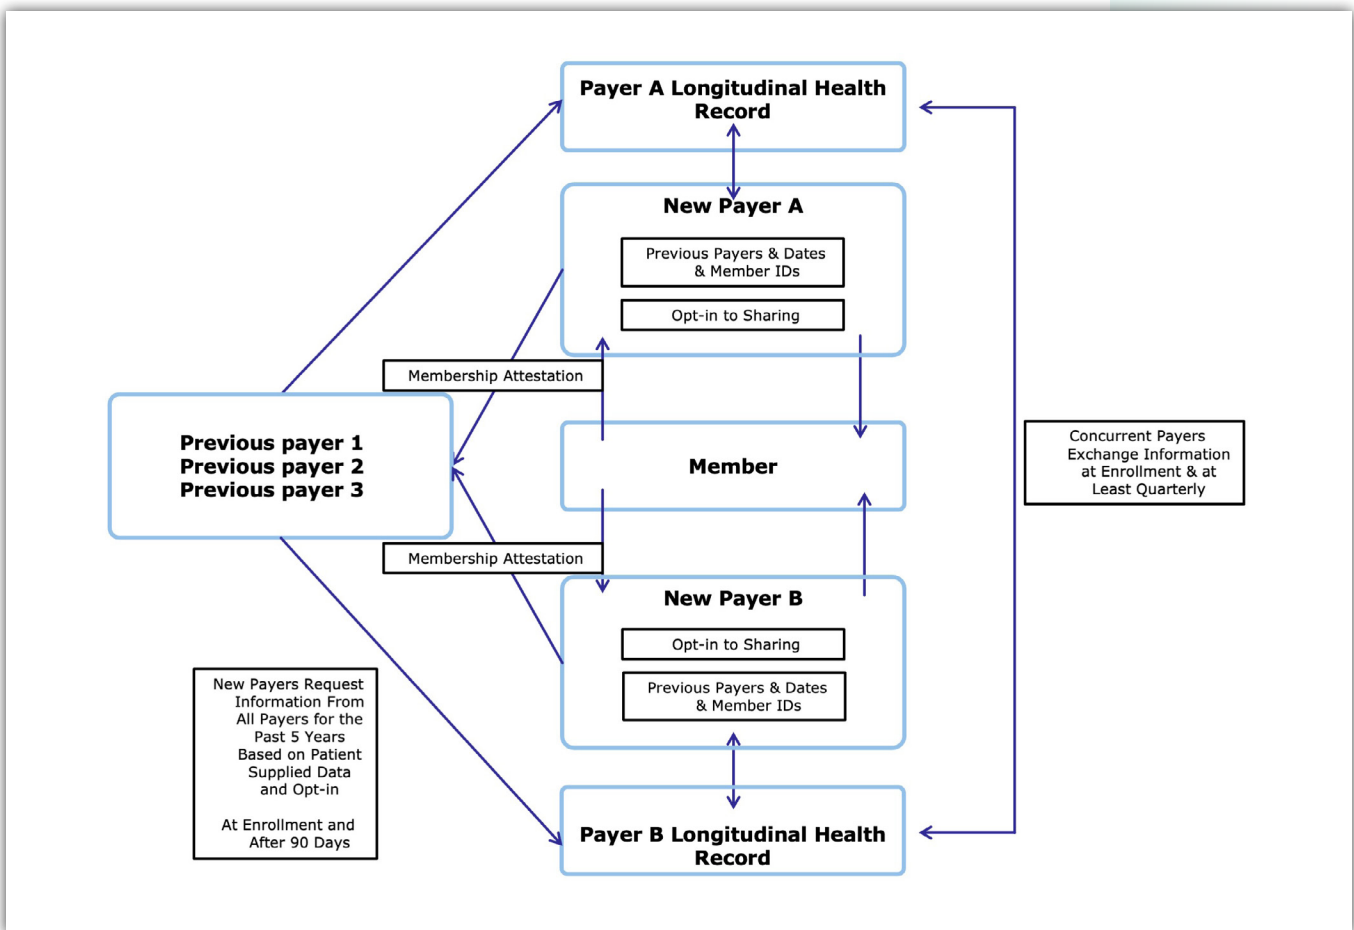 Payer A Longitudinal Health
Record
New Payer A
Previous Payers & Dates
& Member IDs
Opt-in to Sharing
Membership Attestation
Previous payer 1
Previous payer 2
Previous payer 3
Member
Concurrent Payers
Exchange Information
at Enrollment & at
Least Quarterly
Membership Attestation
New Payer B
Opt-in to Sharing
Previous Payers & Dates
& Member IDs
New Payers Request
Information From
All Payers for the
Past 5 Years
Based on Patient
Supplied Data
and Opt-in
At Enrollment and
After 90 Days
Payer B Longitudinal Health
Record